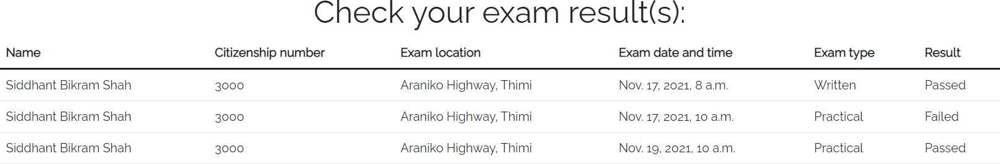 Check your exam result(s):
Name Citizenship number Exam location Exam date and time Exam type Result
Siddhant Bikram Shah 3000 Araniko Highway, Thimi Nov. 17, 2021, 8 a.m. Written Passed
Siddhant Bikram Shah 3000 Araniko Highway, Thimi Nov. 17, 2021, 10 a.m. Practical Failed
Siddhant Bikram Shah 3000 Araniko Highway, Thimi Nov. 19, 2021, 10 a.m. Practical Passed